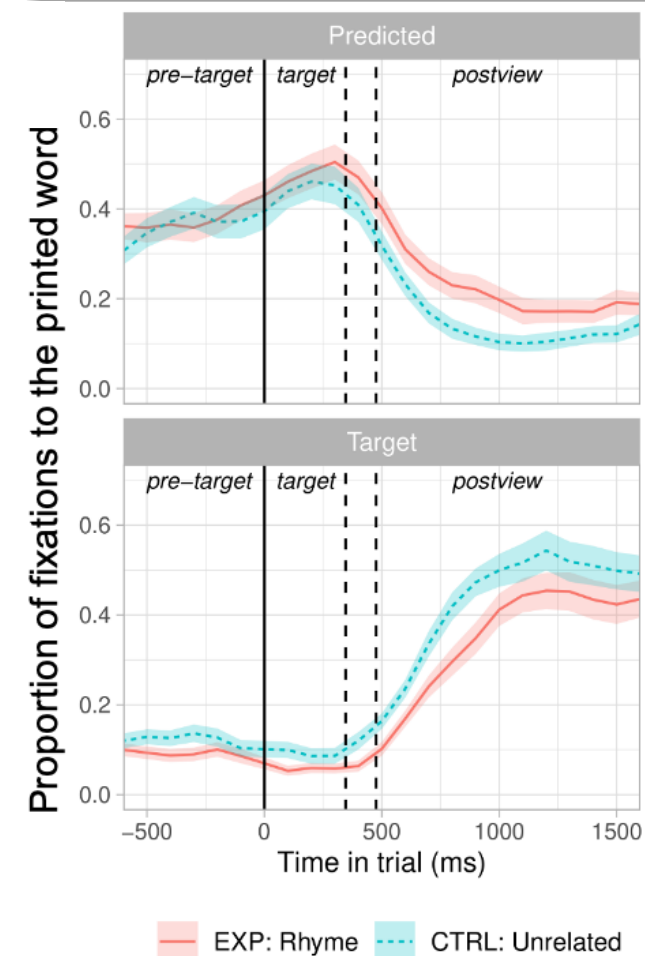 Predicted
pre−target target postview
0.6
0.4
0.2
0.0
Proportion of fixations to the printed word
Target
pre−target target postview
0.6
0.4
0.2
0.0
−500 0 500 1000 1500
Time in trial (ms)
EXP: Rhyme CTRL: Unrelated